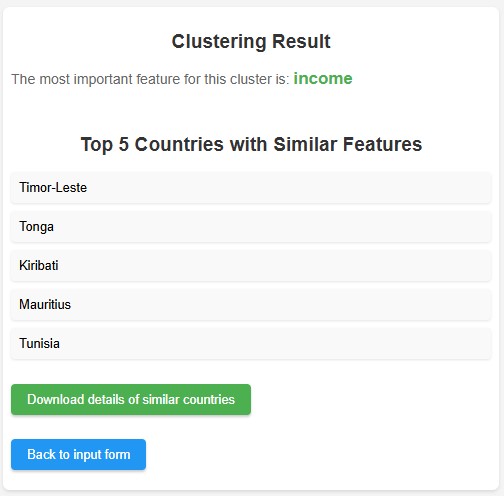 Clustering Result
The most important feature for this cluster is: income
Top 5 Countries with Similar Features
Timor-Leste
Tonga
Kiribati
Mauritius
Tunisia
Download details of similar countries
Back to input form